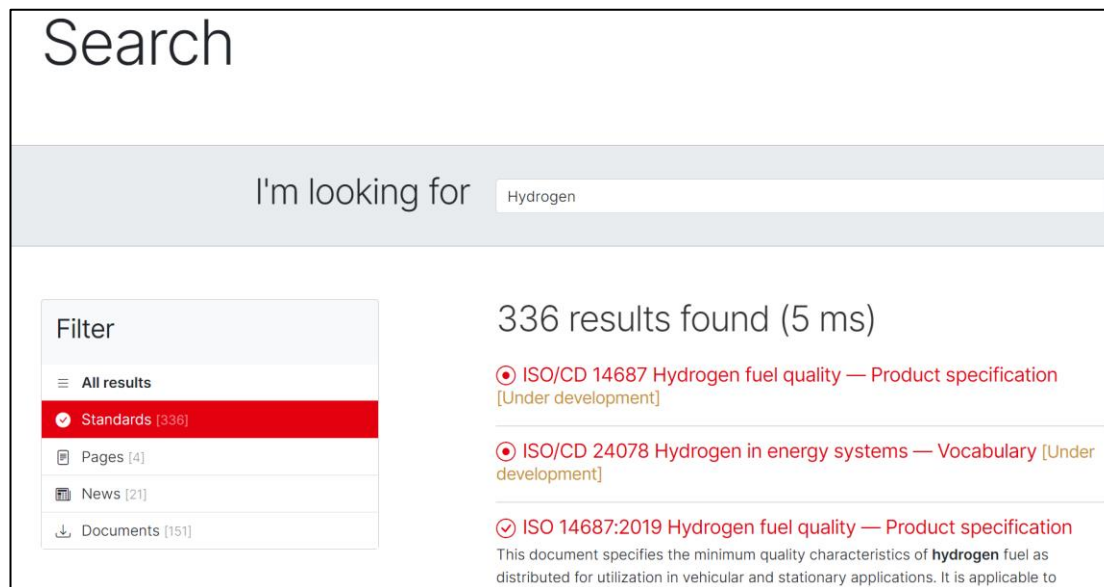 Search
I'm looking for
Hydrogen
Filter
All results
Standards [336]
Pages [4]
News [21]
Documents [151]
336 results found (5 ms)
ISO/CD 14687 Hydrogen fuel quality — Product specification
[Under development]
ISO/CD 24078 Hydrogen in energy systems — Vocabulary [Under
development]
ISO 14687:2019 Hydrogen fuel quality — Product specification
This document specifies the minimum quality characteristics of hydrogen fuel as
distributed for utilization in vehicular and stationary applications. It is applicable to